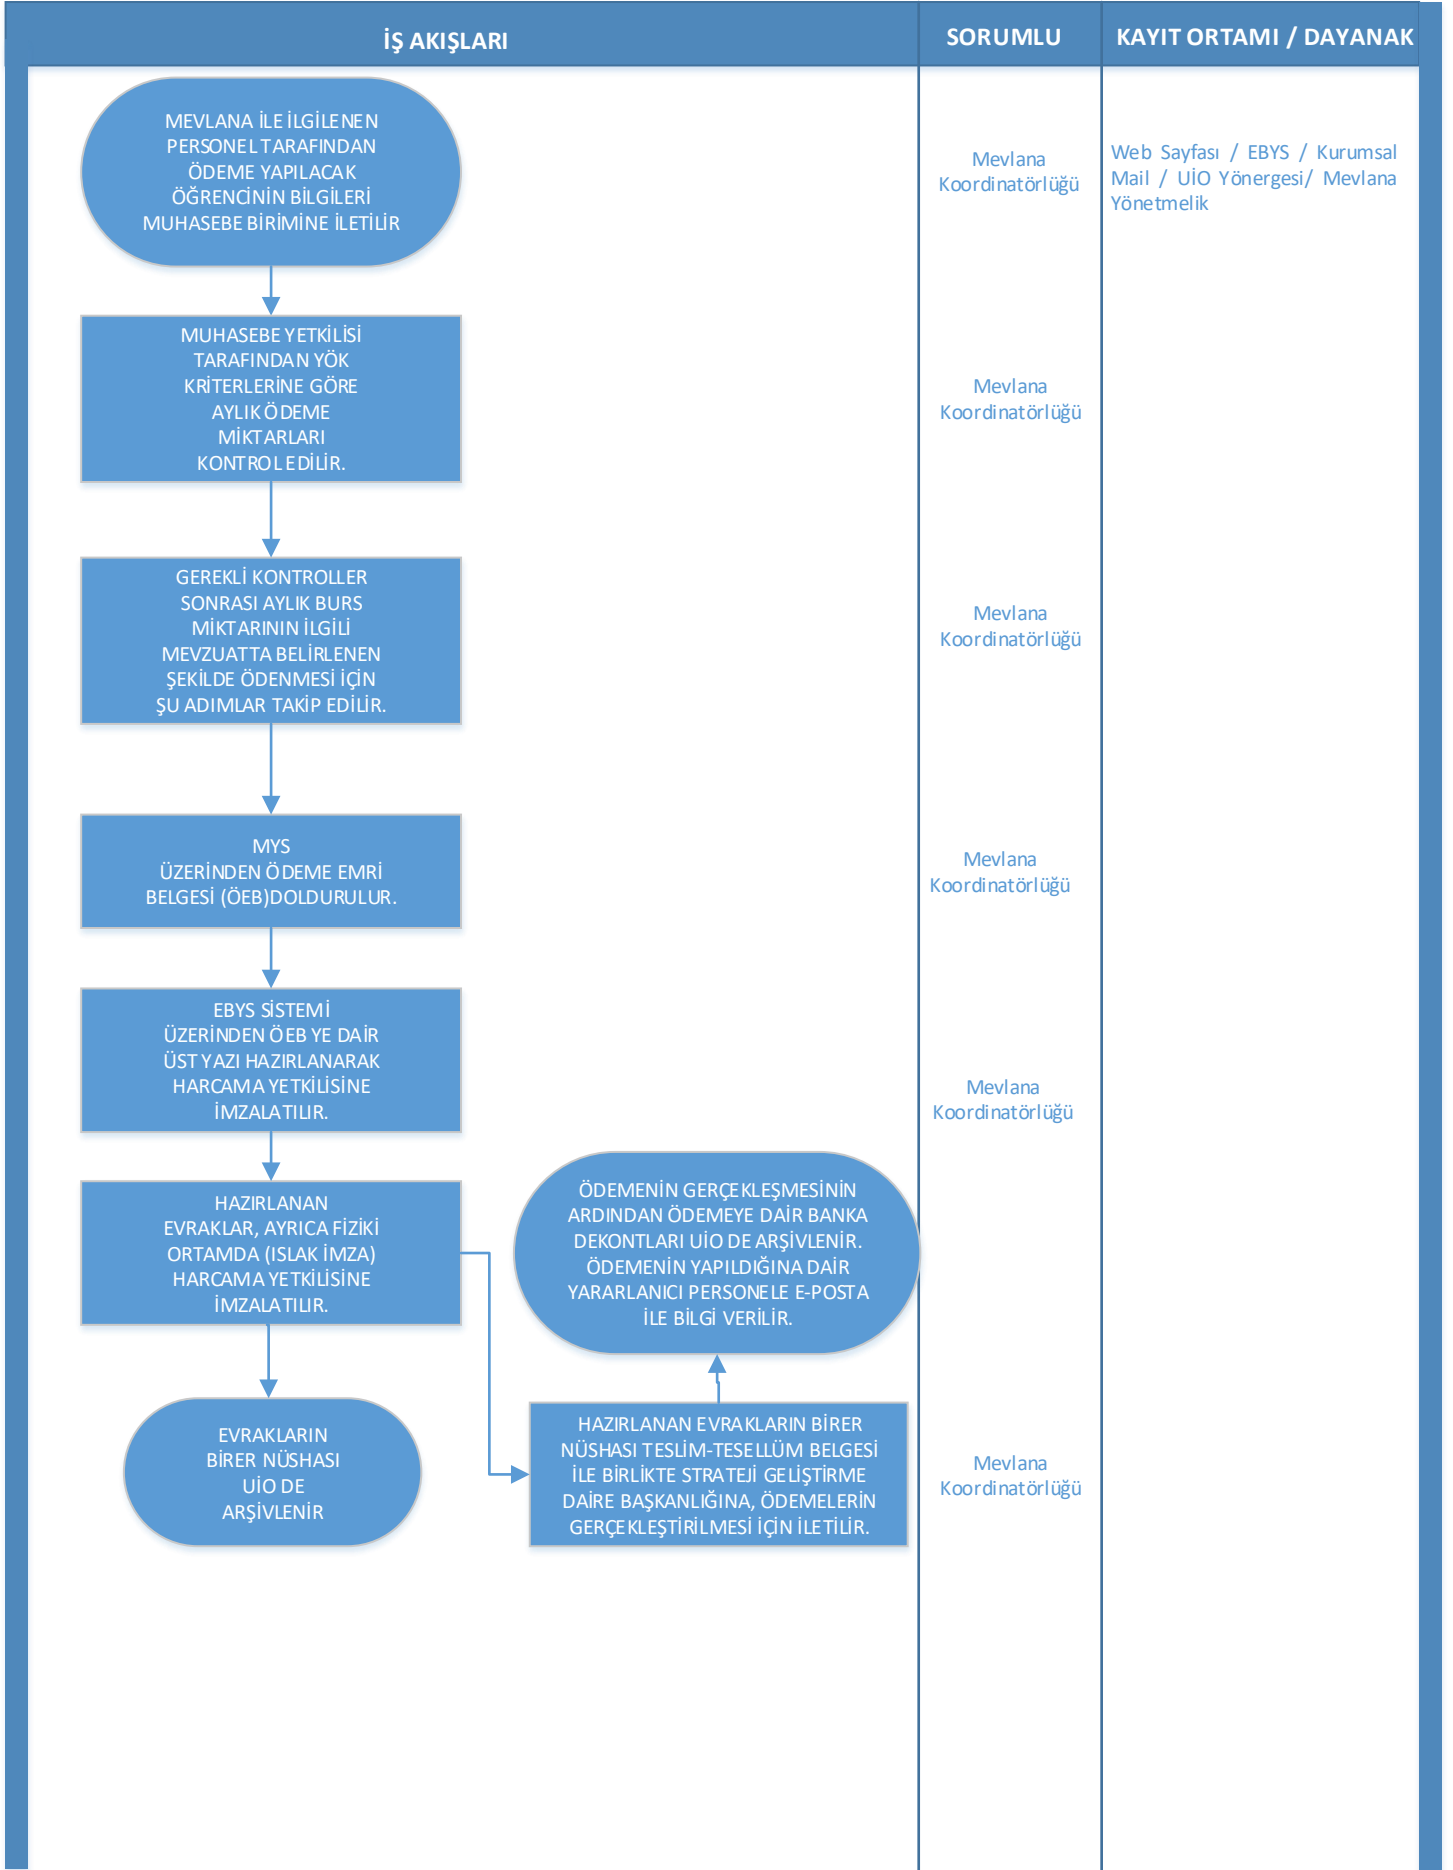 İŞ AKIŞLARI
SORUMLU
KAYIT ORTAMI / DAYANAK
MEVLANA İLE İLGİLENEN
PERSONEL TARAFINDAN
ÖDEME YAPILACAK
ÖĞRENCİNİN BİLGİLERİ
MUHASEBE BİRİMİNE İLETİLİR
Mevlana
Koordinatörlüğü
Web Sayfası / EBYS / Kurumsal
Mail / UİO Yönergesi/ Mevlana
Yönetmelik
MUHASEBE YETKİLİSİ
TARAFINDAN YÖK
KRİTERLERİNE GÖRE
AYLIK ÖDEME
MİKTARLARI
KONTROL EDİLİR.
Mevlana
Koordinatörlüğü
GEREKLİ KONTROLLER
SONRASI AYLIK BURS
MİKTARININ İLGİLİ
MEVZUATTA BELİRLENEN
ŞEKİLDE ÖDENMESİ İÇİN
ŞU ADIMLAR TAKİP EDİLİR.
Mevlana
Koordinatörlüğü
MYS
ÜZERİNDEN ÖDEME EMRİ
BELGESİ (ÖEB)DOLDURULUR.
Mevlana
Koordinatörlüğü
EBYS SİSTEMİ
ÜZERİNDEN ÖEB YE DAİR
ÜST YAZI HAZIRLANARAK
HARCAMA YETKİLİSİNE
İMZALATILIR.
Mevlana
Koordinatörlüğü
HAZIRLANAN
EVRAKLAR, AYRICA FİZİKİ
ORTAMDA (ISLAK İMZA)
HARCAMA YETKİLİSİNE
İMZALATILIR.
ÖDEMENİN GERÇEKLEŞMESİNİN
ARDINDAN ÖDEMEYE DAİR BANKA
DEKONTLARI UİO DE ARŞİVLENİR.
ÖDEMENİN YAPILDIĞINA DAİR
YARARLANICI PERSONELE E-POSTA
İLE BİLGİ VERİLİR.
EVRAKLARIN
BİRER NÜSHASI
UİO DE
ARŞİVLENİR
HAZIRLANAN EVRAKLARIN BİRER
NÜSHASI TESLİM-TESELLÜM BELGESİ
İLE BİRLİKTE STRATEJİ GELİŞTİRME
DAİRE BAŞKANLIĞINA, ÖDEMELERİN
GERÇEKLEŞTİRİLMESİ İÇİN İLETİLİR.
Mevlana
Koordinatörlüğü